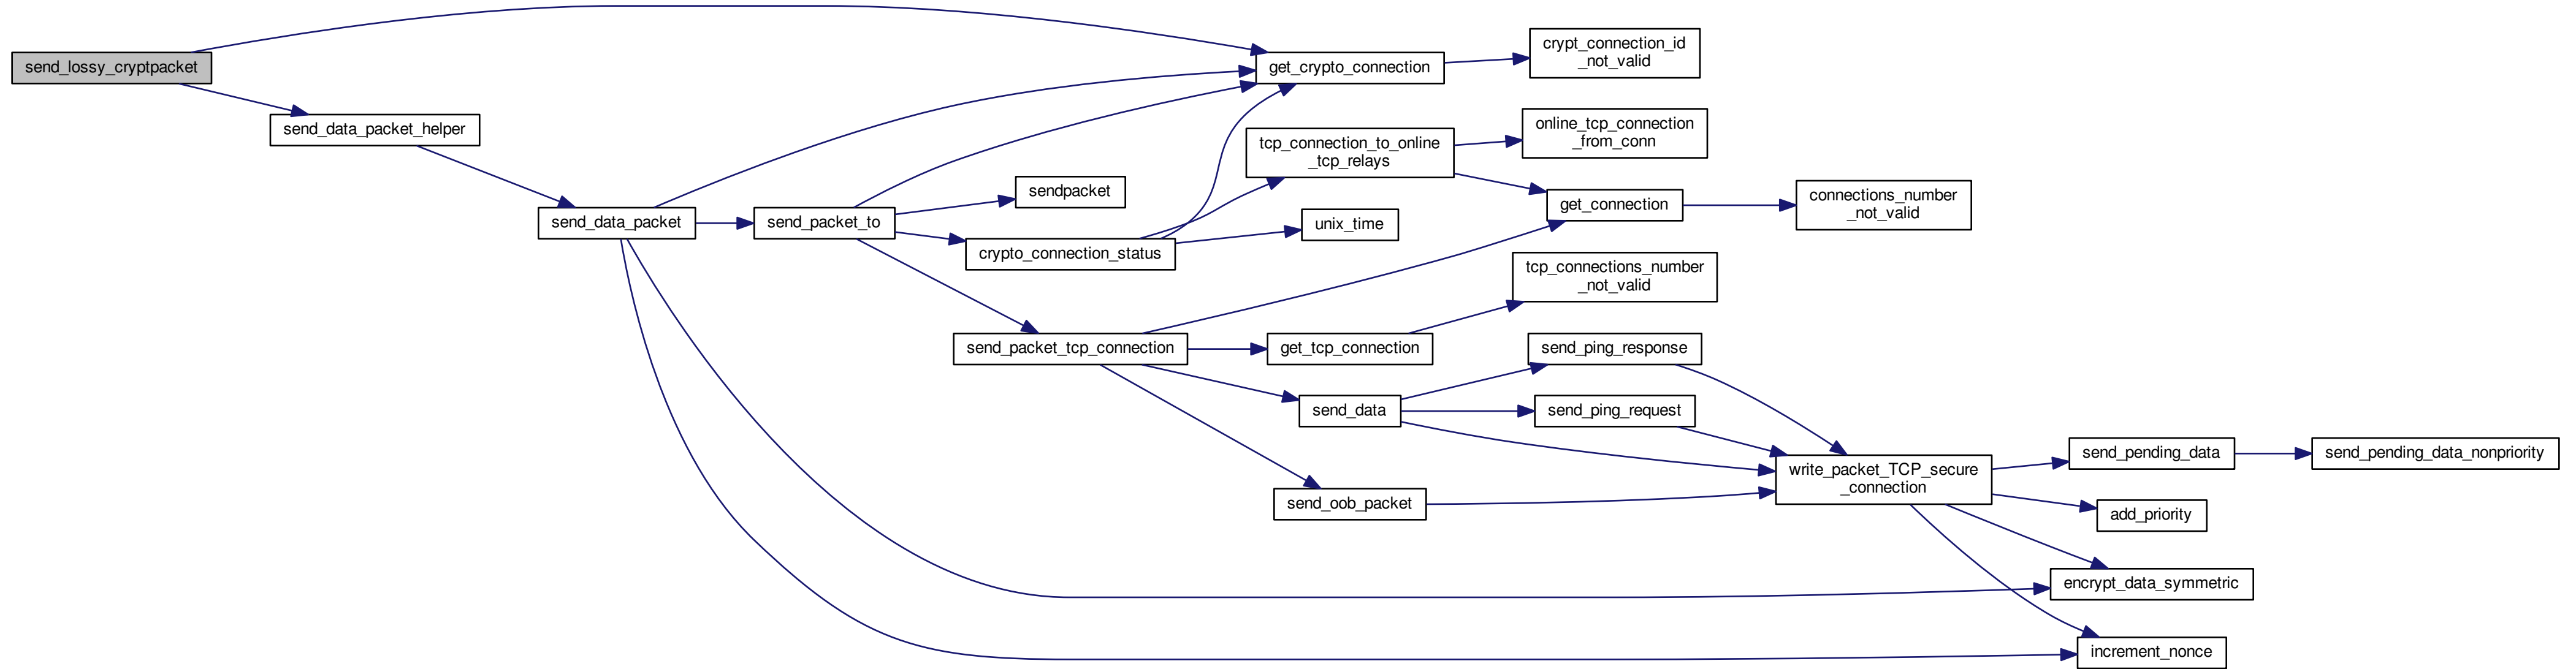 send_lossy_cryptpacket
send_data_packet_helper
send_data_packet
send_packet_to
sendpacket
crypto_connection_status
send_packet_tcp_connection
get_crypto_connection
tcp_connection_to_online
_tcp_relays
unix_time
get_tcp_connection
send_data
send_oob_packet
crypt_connection_id
_not_valid
online_tcp_connection
_from_conn
get_connection
tcp_connections_number
_not_valid
send_ping_response
send_ping_request
connections_number
_not_valid
write_packet_TCP_secure
_connection
send_pending_data
add_priority
encrypt_data_symmetric
increment_nonce
send_pending_data_nonpriority